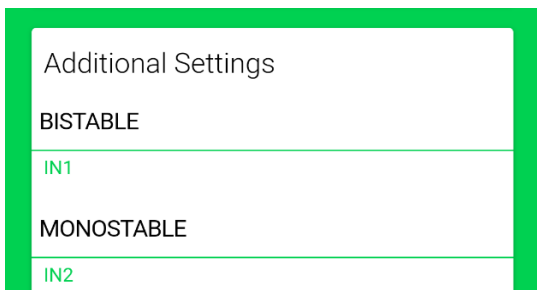 Additional Settings
BISTABLE
IN1
MONOSTABLE
IN2